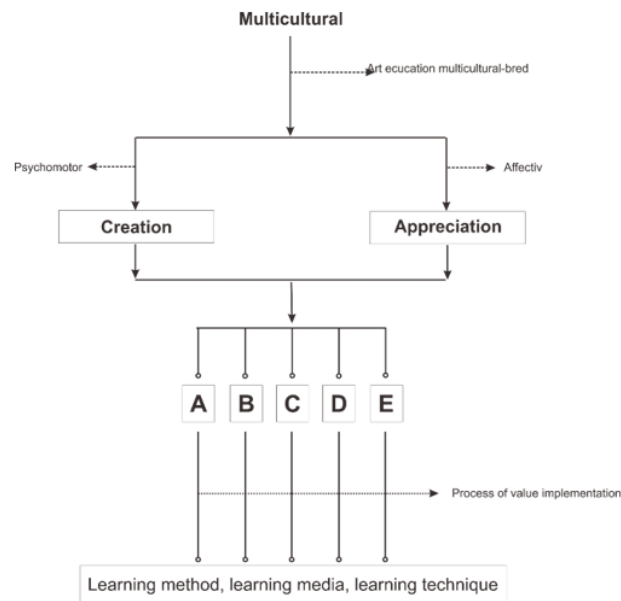 Multicultural
Art ecucation multicultural-bred
Psychomotor
Affectiv
Creation
Appreciation
A B C D E
Process of value implementation
Learning method, learning media, learning technique